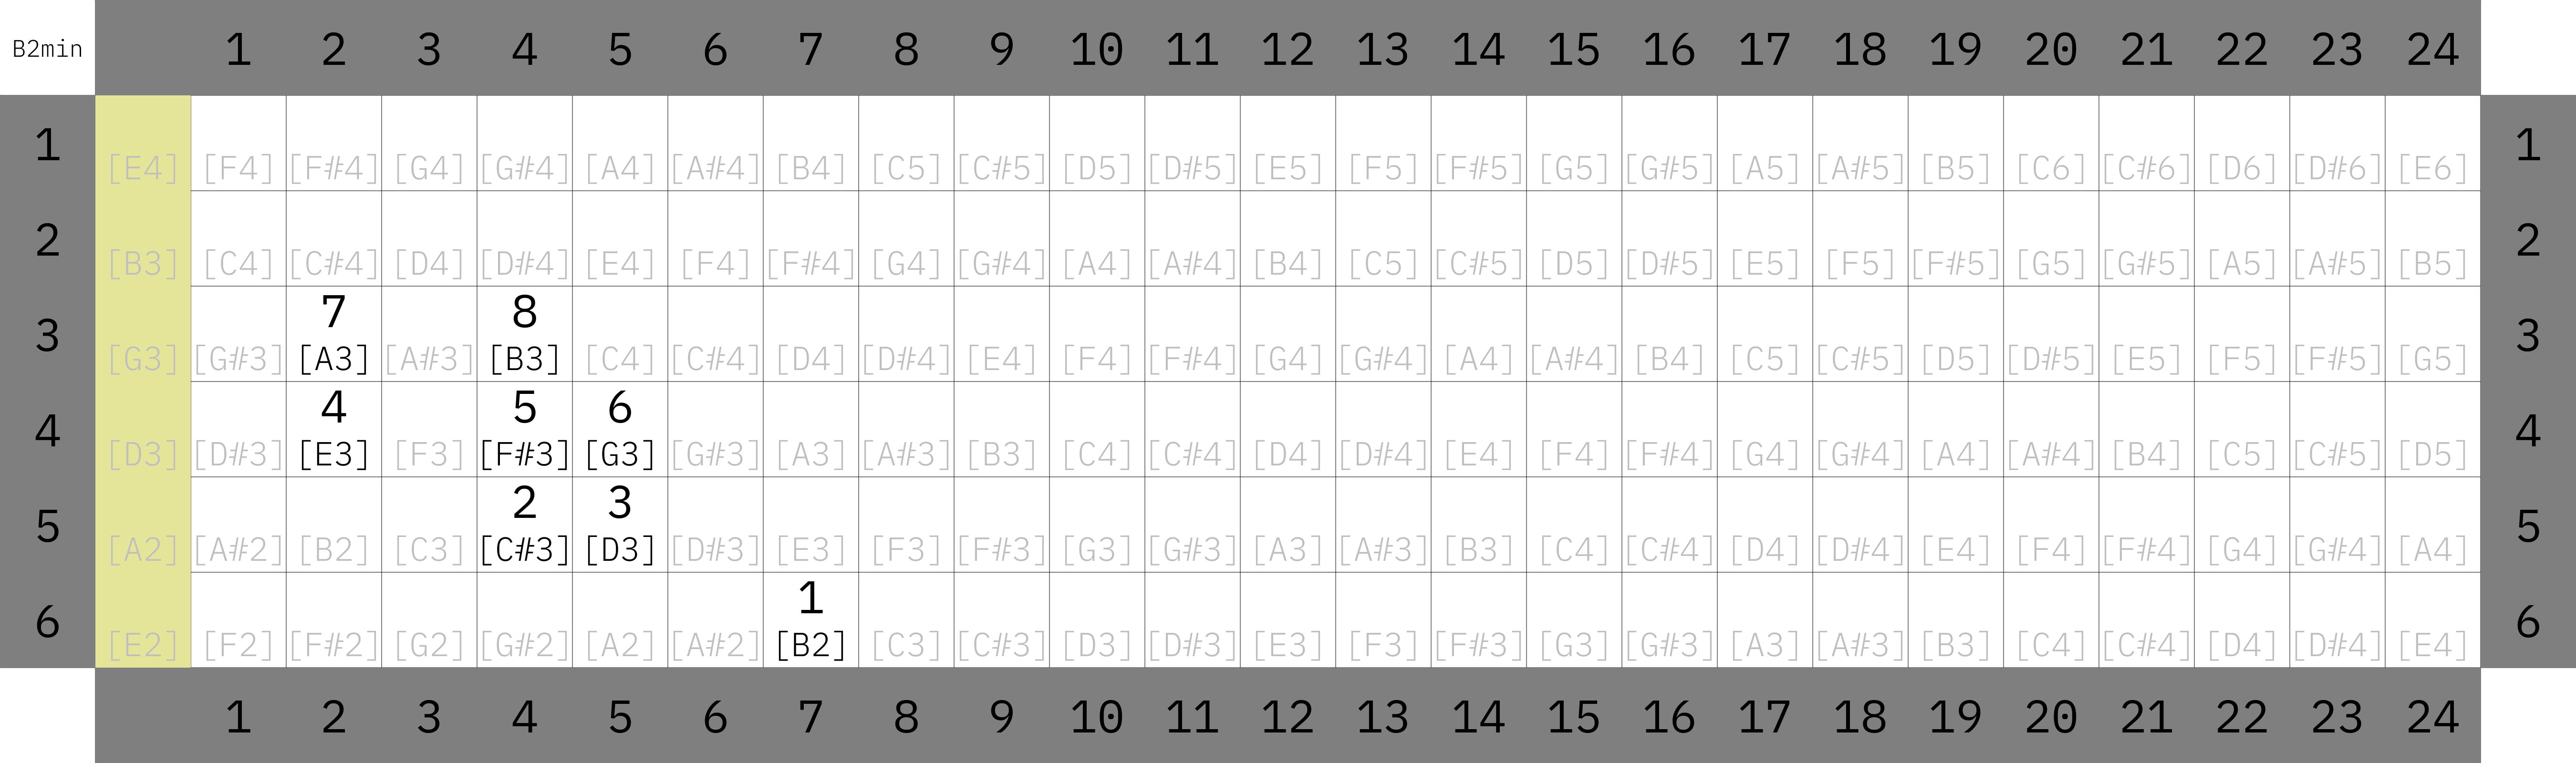 B2min 1 2 3 4 5 6 7 8 9 10 11 12 13 14 15 16 17 18 19 20 21 22 23 24
1 [E4] [F4] [F#4] [G4] [G#4] [A4] [A#4] [B4] [C5] [C#5] [D5] [D#5] [E5] [F5] [F#5] [G5] [G#5] [A5] [A#5] [B5] [C6] [C#6] [D6] [D#6] [E6] 1
2 [B3] [C4] [C#4] [D4] [D#4] [E4] [F4] [F#4] [G4] [G#4] [A4] [A#4] [B4] [C5] [C#5] [D5] [D#5] [E5] [F5] [F#5] [G5] [G#5] [A5] [A#5] [B5] 2
7 8
3 [G3] [G#3] [A3] [A#3] [B3] [C4] [C#4] [D4] [D#4] [E4] [F4] [F#4] [G4] [G#4] [A4] [A#4] [B4] [C5] [C#5] [D5] [D#5] [E5] [F5] [F#5] [G5] 3
4 5 6
4 [D3] [D#3] [E3] [F3] [F#3] [G3] [G#3] [A3] [A#3] [B3] [C4] [C#4] [D4] [D#4] [E4] [F4] [F#4] [G4] [G#4] [A4] [A#4] [B4] [C5] [C#5] [D5] 4
2 3
5 [A2] [A#2] [B2] [C3] [C#3] [D3] [D#3] [E3] [F3] [F#3] [G3] [G#3] [A3] [A#3] [B3] [C4] [C#4] [D4] [D#4] [E4] [F4] [F#4] [G4] [G#4] [A4] 5
1
6 [E2] [F2] [F#2] [G2] [G#2] [A2] [A#2] [B2] [C3] [C#3] [D3] [D#3] [E3] [F3] [F#3] [G3] [G#3] [A3] [A#3] [B3] [C4] [C#4] [D4] [D#4] [E4] 6
1 2 3 4 5 6 7 8 9 10 11 12 13 14 15 16 17 18 19 20 21 22 23 24